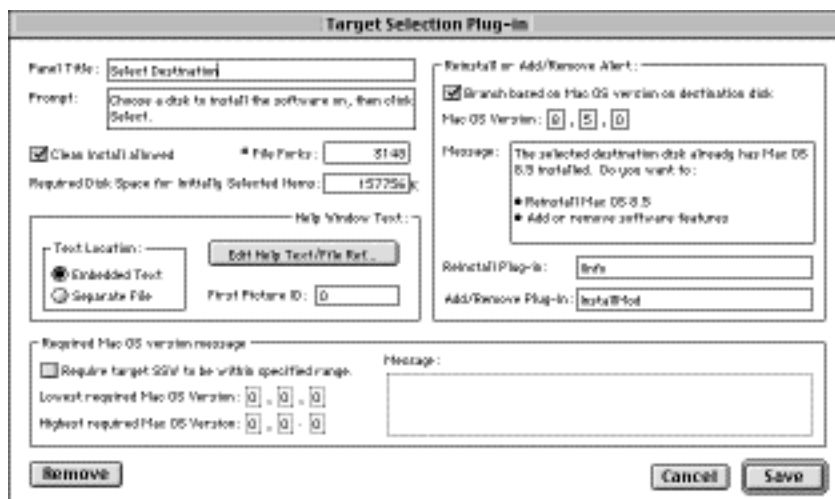 Target Selection Plug-in
Panel Title: Select Destination
Prompt: Choose a disk to install the software on, then click
Select.
Clean install allowed
# File Forks: 3148
Required Disk Space for Initially Selected Items: 157756 K
Help Window Text:
Text Location:
Embedded Text
Separate File
Edit Help Text/File Ref...
First Picture ID: 0
Reinstall or Add/Remove Alert:
Branch based on Mac OS version on destination disk
Mac OS Version: 8 . 5 . 0
Message: The selected destination disk already has Mac OS
8.5 installed. Do you want to:
• Reinstall Mac OS 8.5
• Add or remove software features
Reinstall Plug-in:
Add/Remove Plug-in: InstallMod
Required Mac OS version message
Require target SSW to be within specified range.
Lowest required Mac OS Version: 0 . 0 . 0
Highest required Mac OS Version: 0 . 0 . 0
Message:
Remove
Cancel
Save